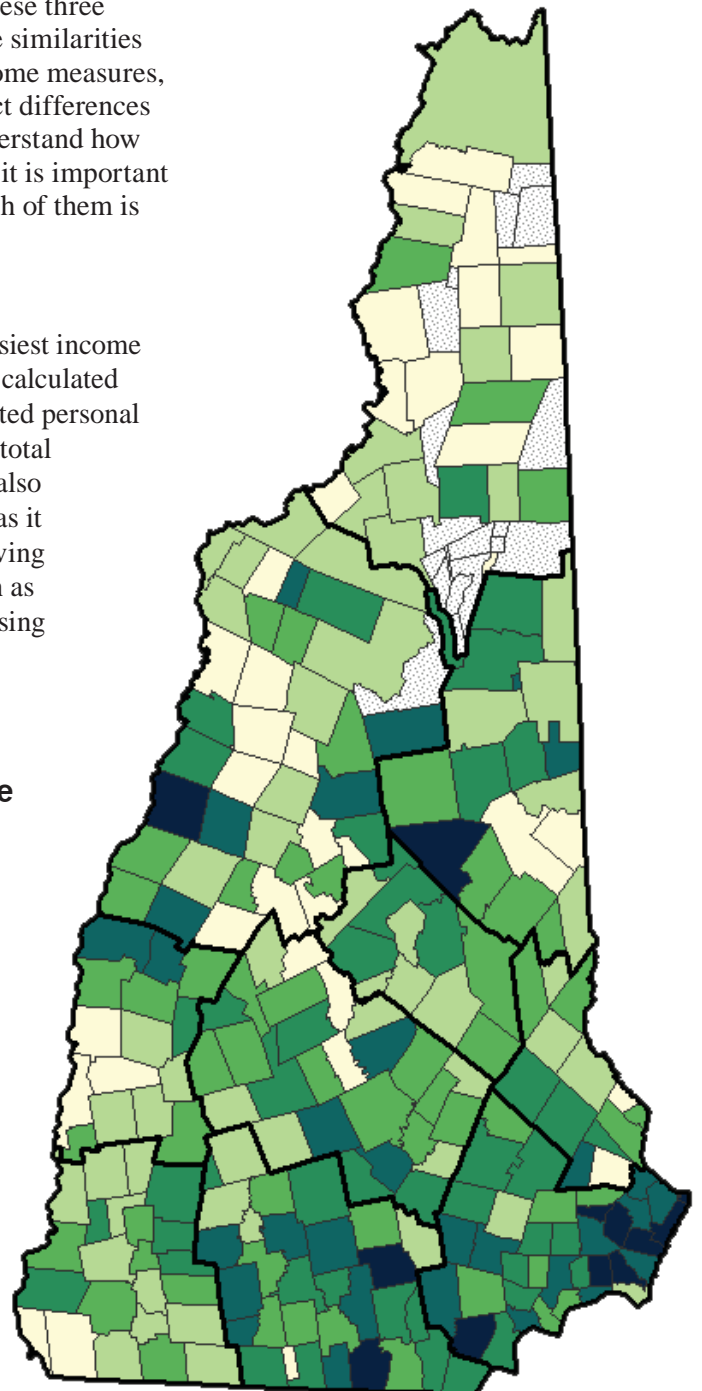 ese three
e similarities
ome measures,
ct differences
erstand how
it is important
h of them is
siest income
calculated
ted personal
total
also
as it
ving
n as
sing
e